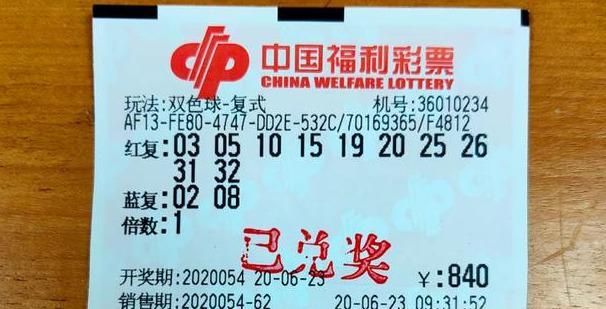 中国福利彩票
CHINA WELFARE LOTTERY
玩法:双色球-复式 机号:36010234
AF13-FE80-4747-DD2E-532C/70169365/F4812
红复:03 05 10 15 19 20 25 26
31 32
蓝复:02 08
倍数:1
已兑奖
开奖期:2020054 20-06-23 ¥:840
销售期:2020054-62 20-06-23 09:31:52